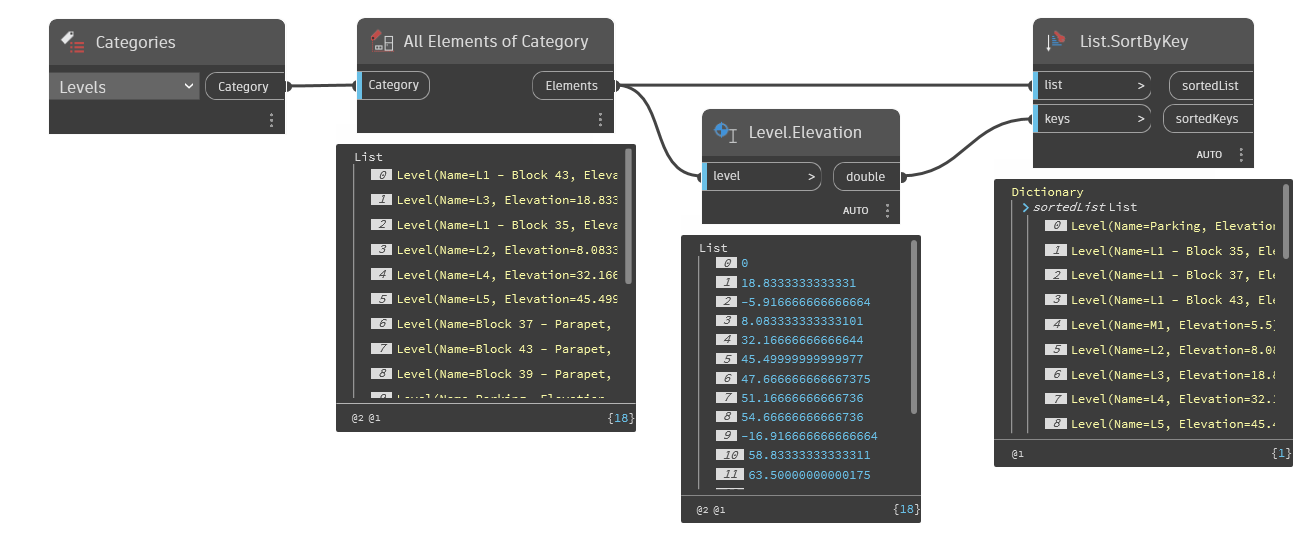 Categories
Levels
Category
All Elements of Category
Category
Elements
List
0 Level(Name=L1 - Block 43, Eleva
1 Level(Name=L3, Elevation=18.833
2 Level(Name=L1 - Block 35, Eleva
3 Level(Name=L2, Elevation=8.0833
4 Level(Name=L4, Elevation=32.166
5 Level(Name=L5, Elevation=45.499
6 Level(Name=Block 37 - Parapet,
7 Level(Name=Block 43 - Parapet,
8 Level(Name=Block 39 - Parapet,
9 Level(Name=Parking, Elevation
@2 @1
{18}
Level.Elevation
level >
double
AUTO
List
0 0
1 18.8333333333331
2 -5.916666666666664
3 8.083333333333101
4 32.16666666666644
5 45.49999999999977
6 47.666666666667375
7 51.16666666666736
8 54.66666666666736
9 -16.916666666666664
10 58.83333333333311
11 63.50000000000175
@2 @1
{18}
List.SortByKey
list >
sortedList
keys >
sortedKeys
AUTO
Dictionary
> sortedList List
0 Level(Name=Parking, Elevation
1 Level(Name=L1 - Block 35, Ele
2 Level(Name=L1 - Block 37, Ele
3 Level(Name=L1 - Block 43, Ele
4 Level(Name=M1, Elevation=5.5)
5 Level(Name=L2, Elevation=8.08
6 Level(Name=L3, Elevation=18.8
7 Level(Name=L4, Elevation=32.1
8 Level(Name=L5, Elevation=45.4
@1
{1}